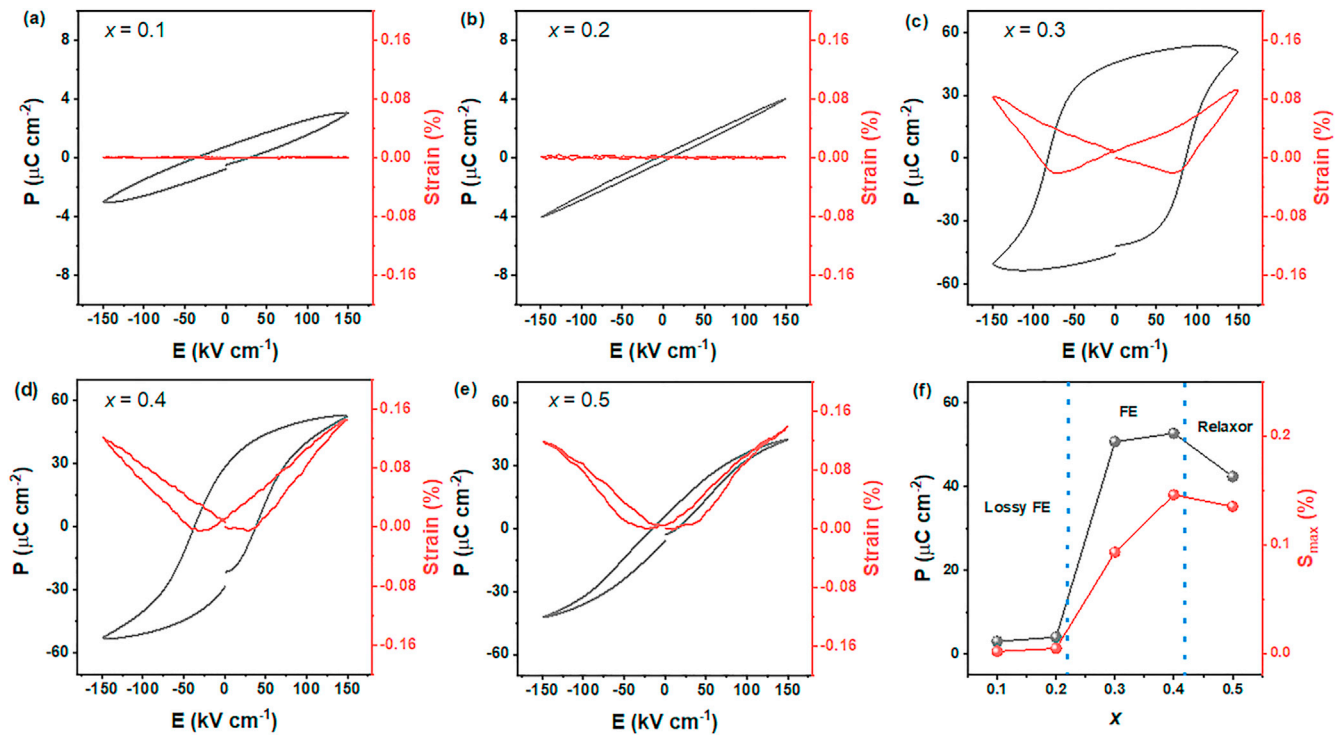 (a)
x = 0.1
8
4
0
-4
-8
P (μC cm⁻²)
0.16
0.08
0.00
-0.08
-0.16
Strain (%)
-150 -100 -50 0 50 100 150
E (kV cm⁻¹)
(b)
x = 0.2
8
4
0
-4
-8
P (μC cm⁻²)
0.16
0.08
0.00
-0.08
-0.16
Strain (%)
-150 -100 -50 0 50 100 150
E (kV cm⁻¹)
(c)
x = 0.3
60
30
0
-30
-60
P (μC cm⁻²)
0.16
0.08
0.00
-0.08
-0.16
Strain (%)
-150 -100 -50 0 50 100 150
E (kV cm⁻¹)
(d)
x = 0.4
60
30
0
-30
-60
P (μC cm⁻²)
0.16
0.08
0.00
-0.08
-0.16
Strain (%)
-150 -100 -50 0 50 100 150
E (kV cm⁻¹)
(e)
x = 0.5
60
30
0
-30
-60
P (μC cm⁻²)
0.16
0.08
0.00
-0.08
-0.16
Strain (%)
-150 -100 -50 0 50 100 150
E (kV cm⁻¹)
(f)
FE
Relaxor
Lossy FE
60
40
20
0
P (μC cm⁻²)
0.2
0.1
0.0
Smax (%)
0.1 0.2 0.3 0.4 0.5
x